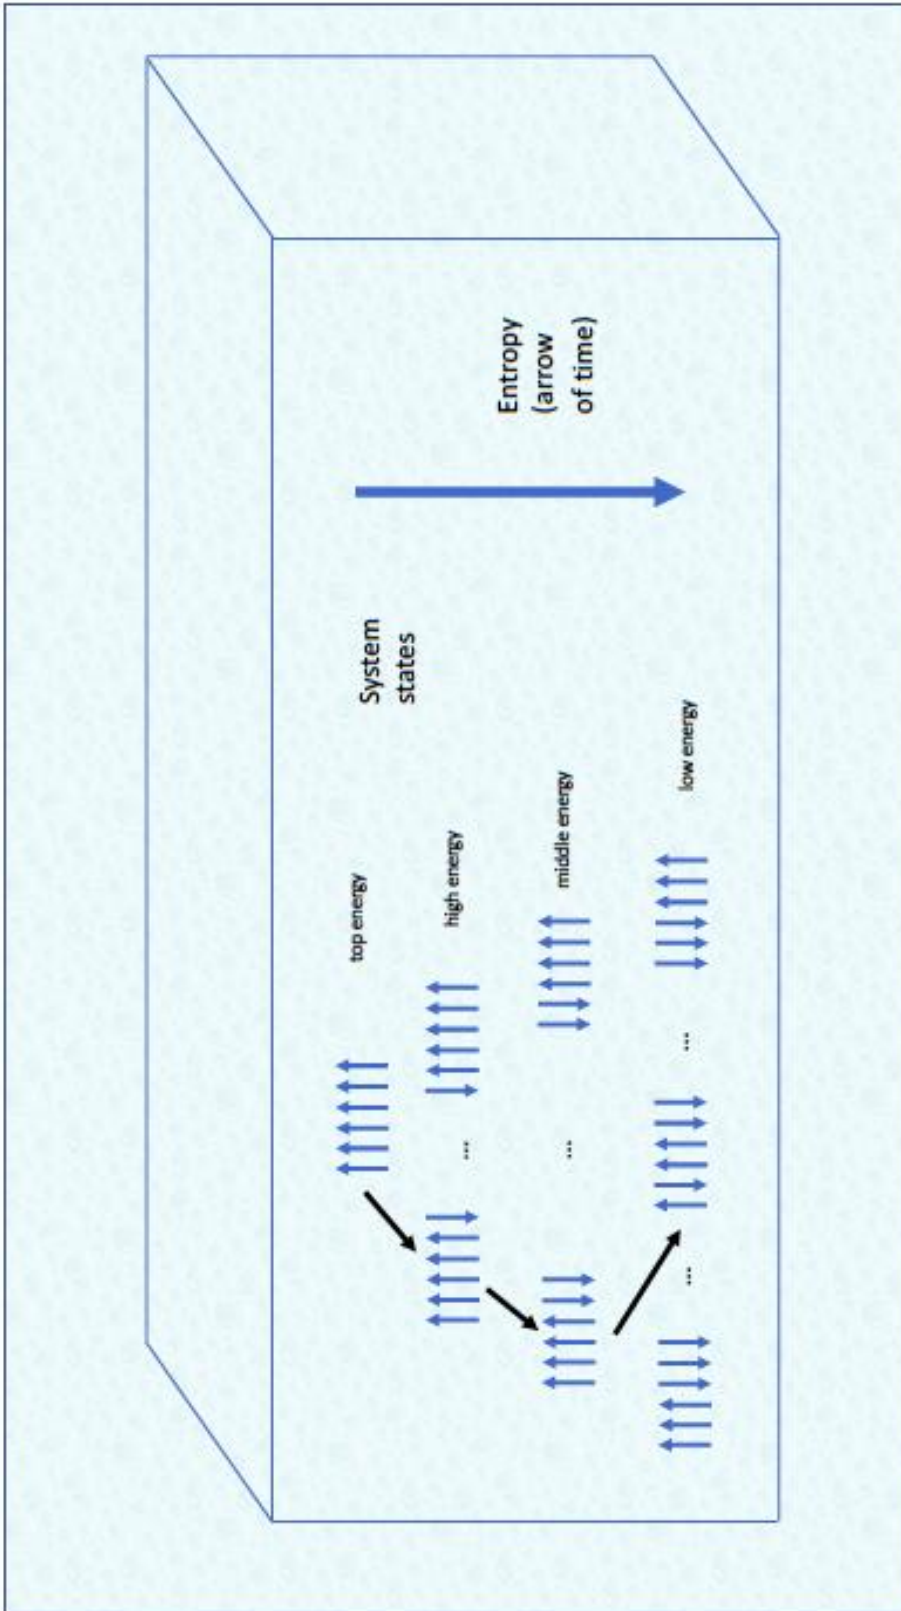 Entropy
(arrow
of time)
System
states
top energy
high energy
...
middle energy
...
low energy
...
...